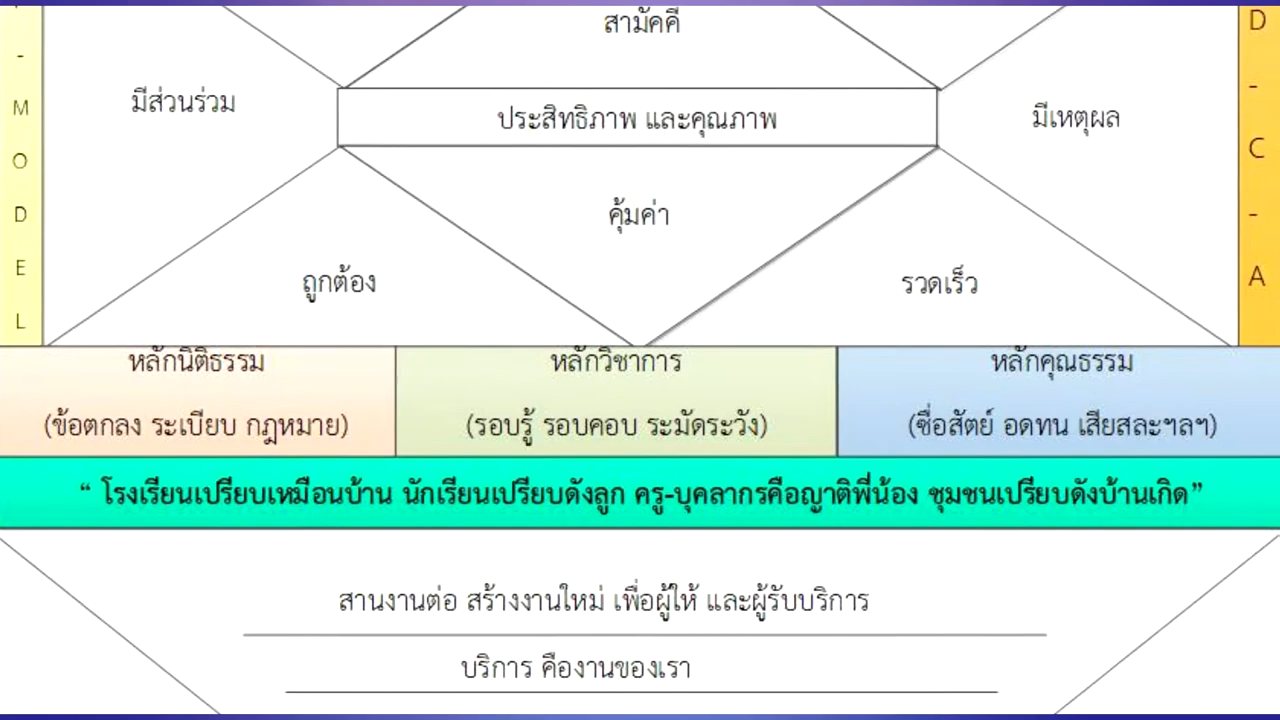 สามัคคี
มีส่วนร่วม
ประสิทธิภาพ และคุณภาพ
มีเหตุผล
คุ้มค่า
ถูกต้อง
รวดเร็ว
-
M
O
D
E
L
D
-
C
-
A
หลักนิติธรรม
(ข้อตกลง ระเบียบ กฎหมาย)
หลักวิชาการ
(รอบรู้ รอบคอบ ระมัดระวัง)
หลักคุณธรรม
(ซื่อสัตย์ อดทน เสียสละฯลฯ)
“ โรงเรียนเปรียบเหมือนบ้าน นักเรียนเปรียบดังลูก ครู-บุคลากรคือญาติพี่น้อง ชุมชนเปรียบดังบ้านเกิด”
สานงานต่อ สร้างงานใหม่ เพื่อผู้ให้ และผู้รับบริการ
บริการ คืองานของเรา